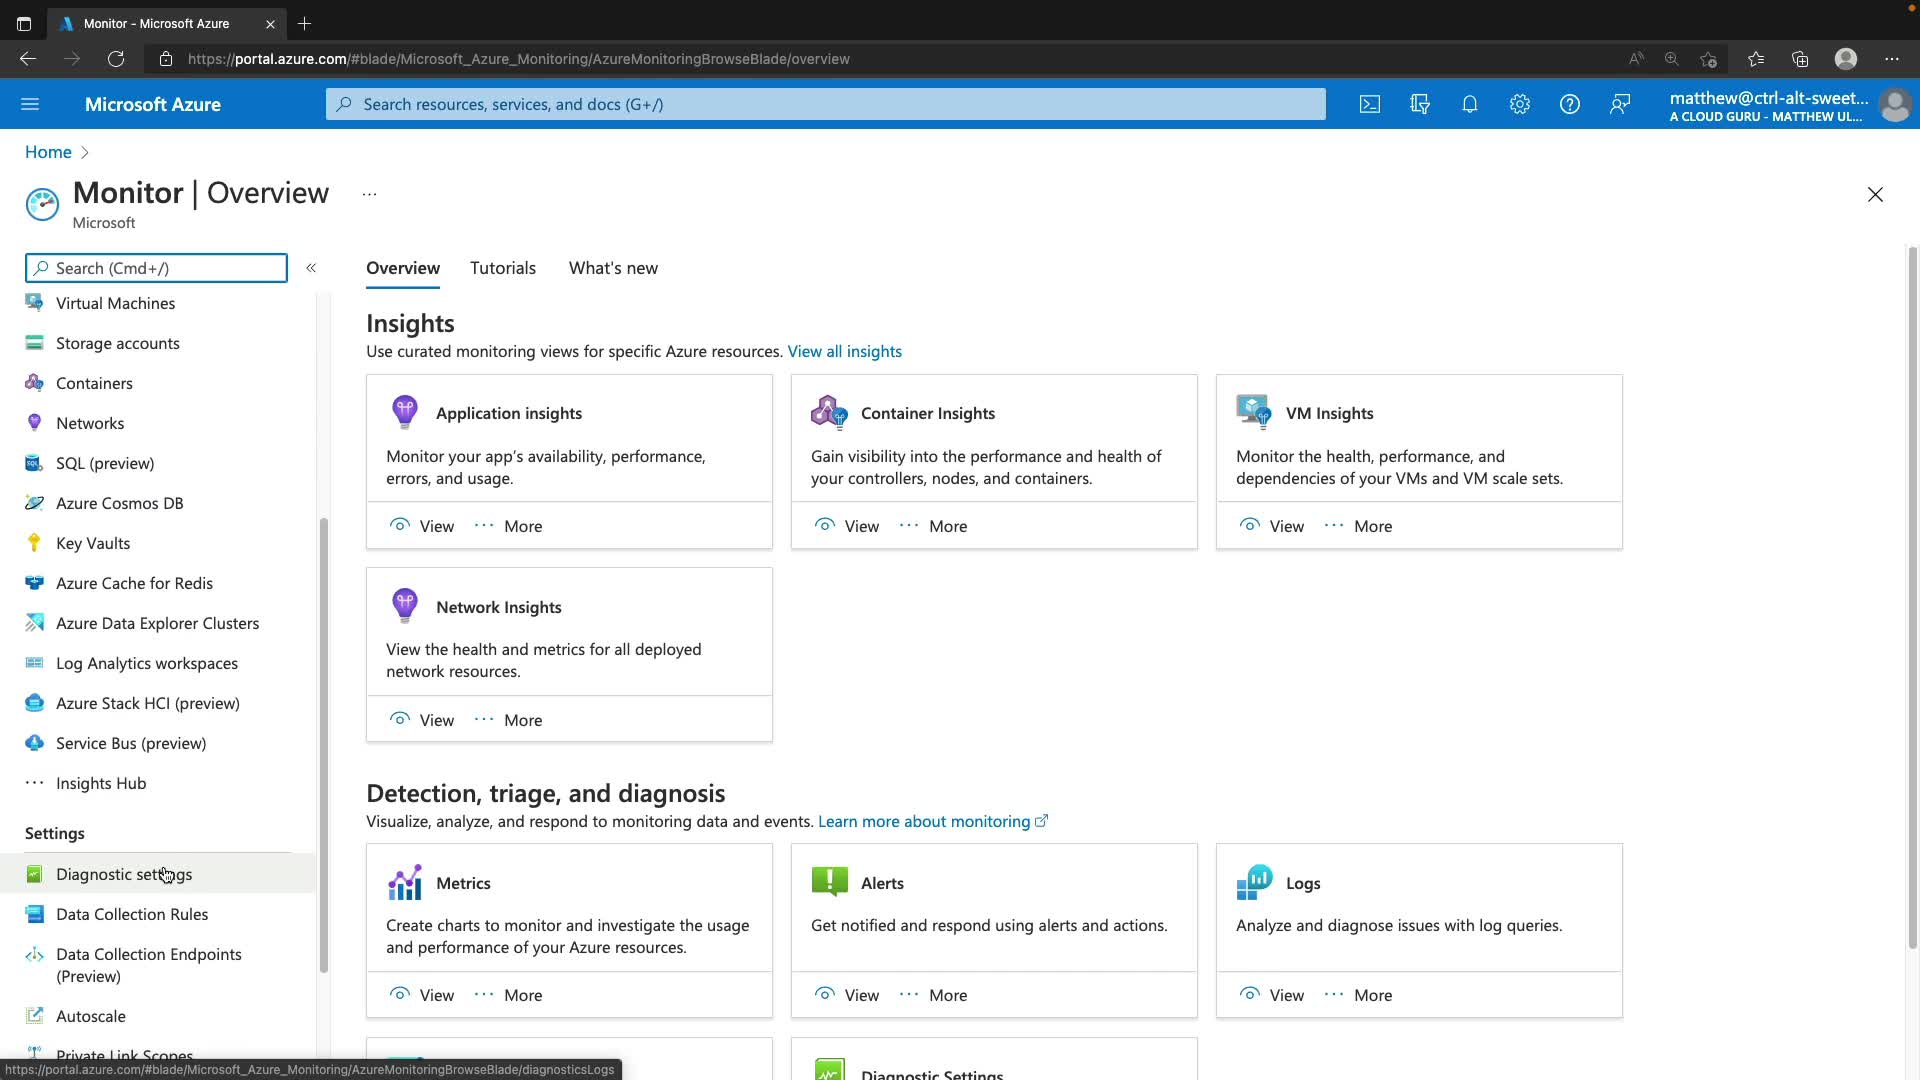 Monitor - Microsoft Azure
https://portal.azure.com/#blade/Microsoft_Azure_Monitoring/AzureMonitoringBrowseBlade/overview
Microsoft Azure
Search resources, services, and docs (G+/)
matthew@ctrl-alt-sweet...
A CLOUD GURU - MATTHEW UL...
Home
Monitor | Overview
...
Microsoft
Search (Cmd+/)
«
Virtual Machines
Storage accounts
Containers
Networks
SQL (preview)
Azure Cosmos DB
Key Vaults
Azure Cache for Redis
Azure Data Explorer Clusters
Log Analytics workspaces
Azure Stack HCI (preview)
Service Bus (preview)
Insights Hub
Settings
Diagnostic settings
Data Collection Rules
Data Collection Endpoints
(Preview)
Autoscale
Private Link Scopes
https://portal.azure.com/#blade/Microsoft_Azure_Monitoring/AzureMonitoringBrowseBlade/diagnosticsLogs
Overview Tutorials What's new
Insights
Use curated monitoring views for specific Azure resources. View all insights
Application insights
Monitor your app's availability, performance,
errors, and usage.
View ... More
Container Insights
Gain visibility into the performance and health of
your controllers, nodes, and containers.
View ... More
VM Insights
Monitor the health, performance, and
dependencies of your VMs and VM scale sets.
View ... More
Network Insights
View the health and metrics for all deployed
network resources.
View ... More
Detection, triage, and diagnosis
Visualize, analyze, and respond to monitoring data and events. Learn more about monitoring
Metrics
Create charts to monitor and investigate the usage
and performance of your Azure resources.
View ... More
Alerts
Get notified and respond using alerts and actions.
View ... More
Logs
Analyze and diagnose issues with log queries.
View ... More
Diagnostic Settings